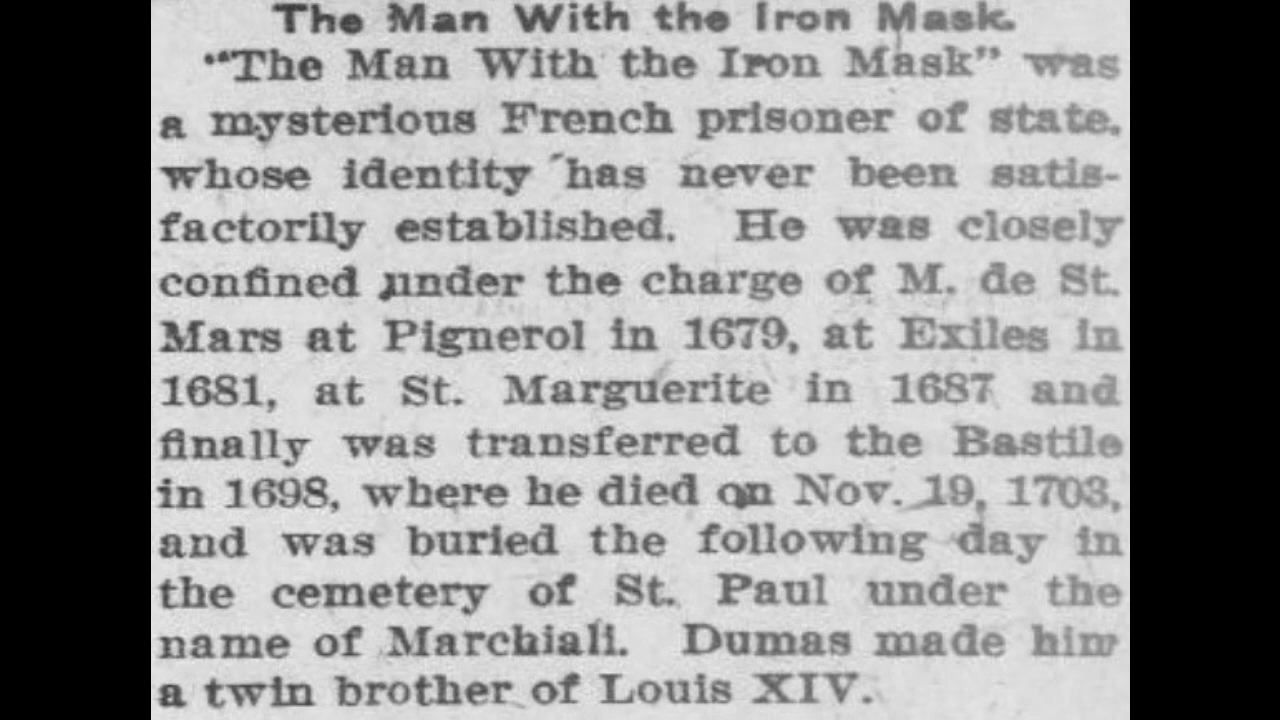 The Man With the Iron Mask.
"The Man With the Iron Mask" was
a mysterious French prisoner of state,
whose identity has never been satis-
factorily established. He was closely
confined under the charge of M. de St.
Mars at Pignerol in 1679, at Exiles in
1681, at St. Marguerite in 1687 and
finally was transferred to the Bastile
in 1698, where he died on Nov. 19, 1703,
and was buried the following day in
the cemetery of St. Paul under the
name of Marchiali. Dumas made him
a twin brother of Louis XIV.